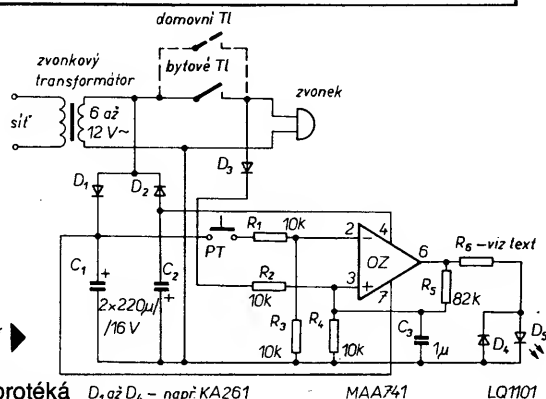 domovní Tl
bytové Tl
zvonkový
transformátor
zvonek
síť
6 až
12 V~
D₁
D₂
D₃
PT
R₁
10k
2
4
6
R₆ – viz text
OZ
R₂
10k
3
7
R₅
82k
C₁
C₂
2×220μ/
/16 V
R₃
10k
R₄
10k
C₃
1μ
D₄
D₅
protéká
D₁ až D₄ – např. KA261
MAA741
LQ1101